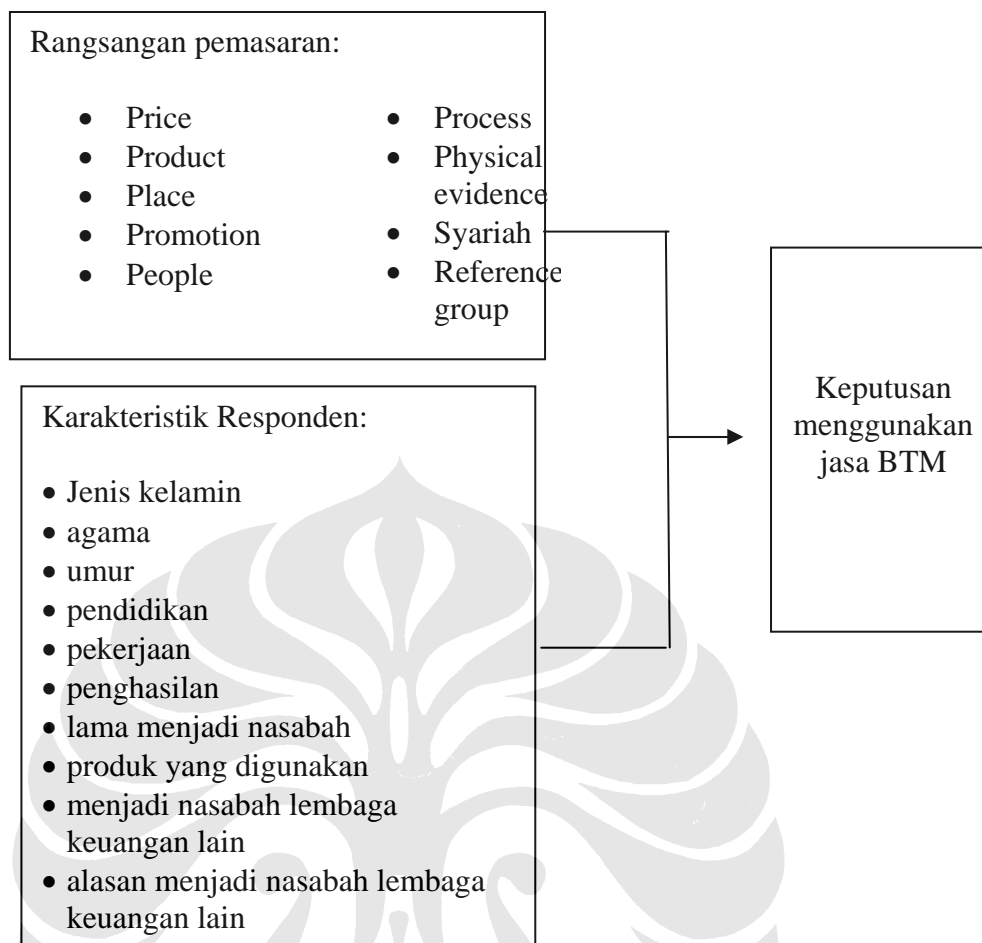 Rangsangan pemasaran:
• Price
• Product
• Place
• Promotion
• People
• Process
• Physical
evidence
• Syariah
• Reference
group
Karakteristik Responden:
• Jenis kelamin
• agama
• umur
• pendidikan
• pekerjaan
• penghasilan
• lama menjadi nasabah
• produk yang digunakan
• menjadi nasabah lembaga
keuangan lain
• alasan menjadi nasabah lembaga
keuangan lain
Keputusan
menggunakan
jasa BTM